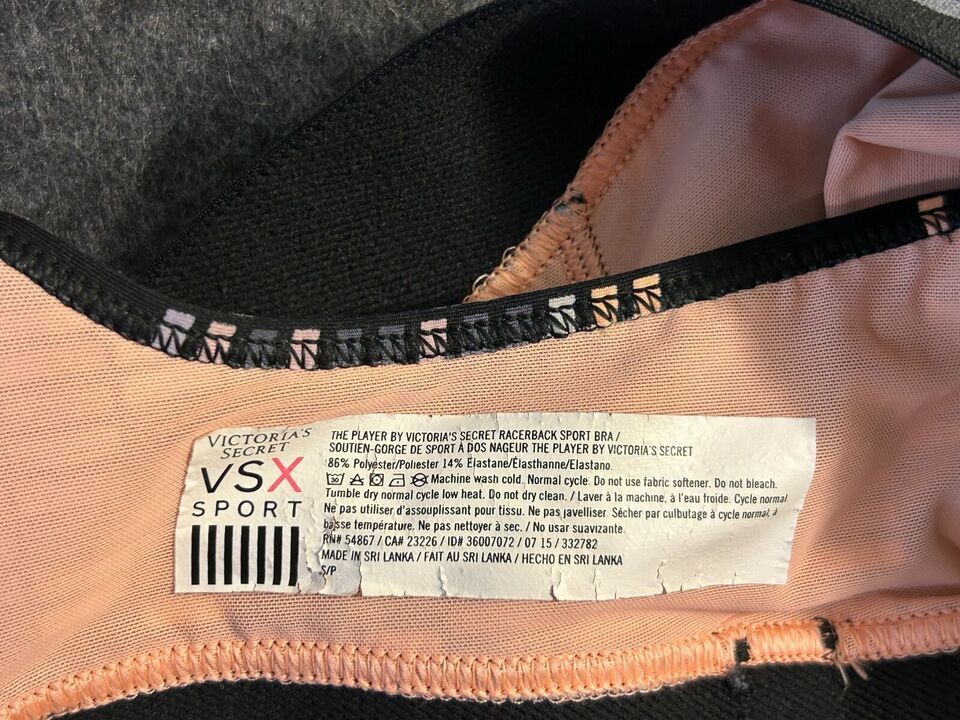 VICTORIA'S
SECRET
VSX
SPORT
THE PLAYER BY VICTORIA'S SECRET RACERBACK SPORT BRA /
SOUTIEN-GORGE DE SPORT À DOS NAGEUR THE PLAYER BY VICTORIA'S SECRET
86% Polyester/Poliester 14% Elastane/Élasthanne/Elastano.
30 Machine wash cold. Normal cycle. Do not use fabric softener. Do not bleach.
Tumble dry normal cycle low heat. Do not dry clean. / Laver à la machine, à l'eau froide. Cycle normal
Ne pas utiliser d'assouplissant pour tissu. Ne pas javelliser. Sécher par culbutage à cycle normal, à
basse température. Ne pas nettoyer à sec. / No usar suavizante.
RN# 54867 / CA# 23226 / ID# 36007072 / 07 15 / 332782
MADE IN SRI LANKA / FAIT AU SRI LANKA / HECHO EN SRI LANKA
S/P